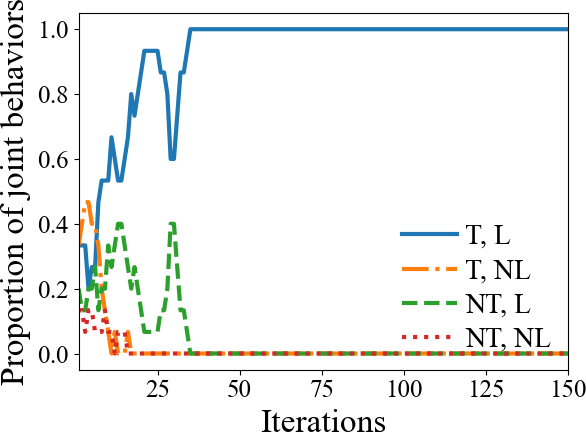 Proportion of joint behaviors
1.0
0.8
0.6
0.4
0.2
0.0
T, L
T, NL
NT, L
NT, NL
25 50 75 100 125 150
Iterations